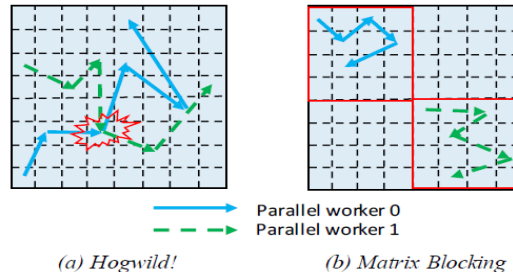 Parallel worker 0
Parallel worker 1
(a) Hogwild!
(b) Matrix Blocking